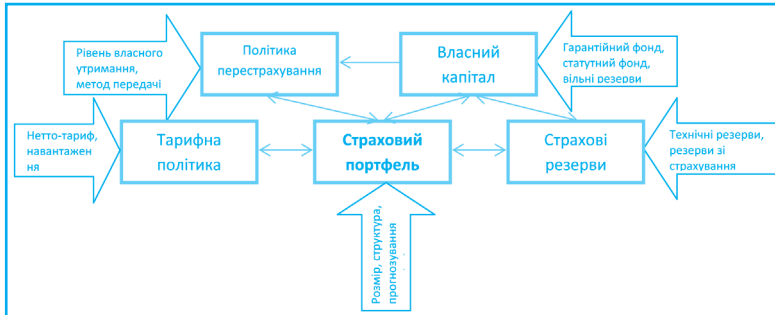 Рівень власного
утримання,
метод передачі
Політика
перестрахування
Власний
капітал
Гарантійний фонд,
статутний фонд,
вільні резерви
Нетто-тариф,
навантажен
ня
Тарифна
політика
Страховий
портфель
Страхові
резерви
Технічні резерви,
резерви зі
страхування
Розмір, структура,
прогнозування